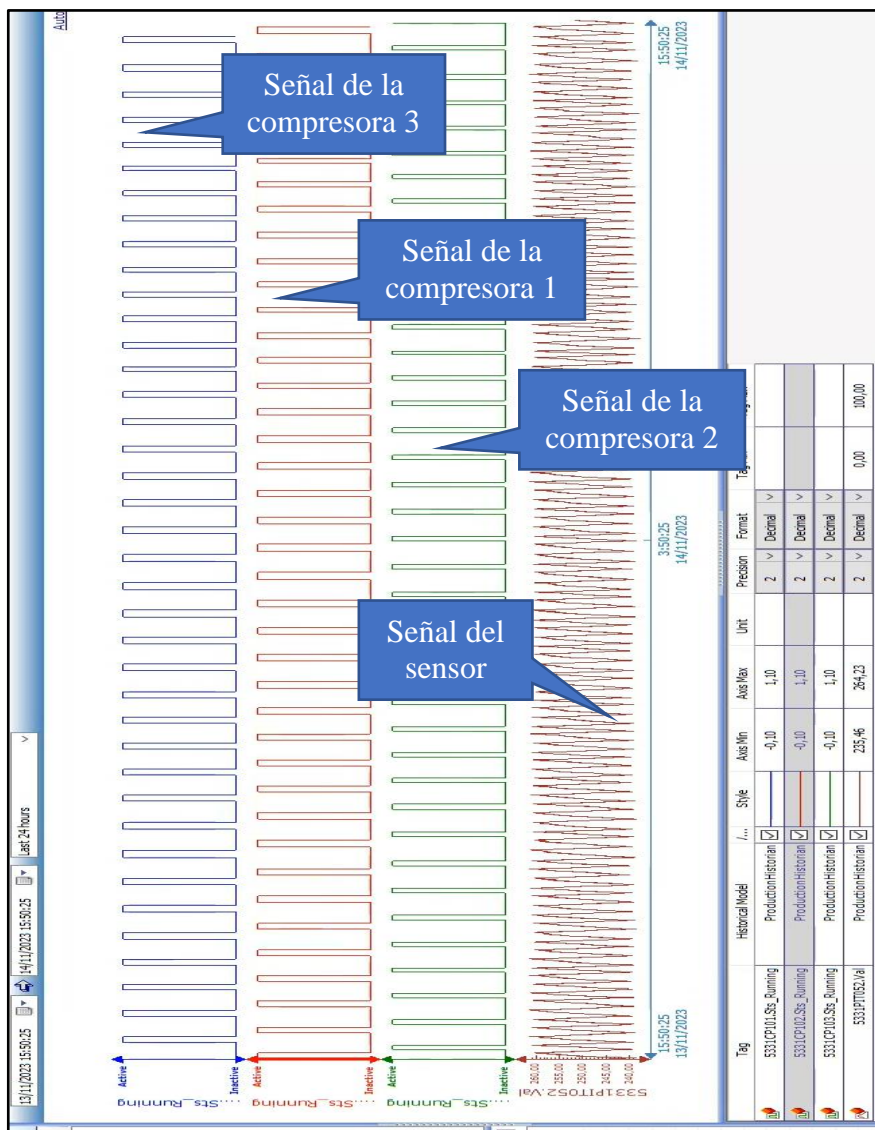 13/11/2023 15:50:25
14/11/2023 15:50:25
Last 24 hours
Auto
Active
Inactive
...Sts_Running
Active
Inactive
...Sts_Running
Active
Inactive
...Sts_Running
260,00
255,00
250,00
245,00
240,00
5331PIT052.Val
15:50:25
13/11/2023
3:50:25
14/11/2023
15:50:25
14/11/2023
Señal de la
compresora 3
Señal de la
compresora 1
Señal de la
compresora 2
Señal del
sensor
Tag Historical Model /... Style Axis Min Axis Max Unit Precision Format
5331CP101.Sts_Running ProductionHistorian -0,10 1,10 2 Decimal
5331CP102.Sts_Running ProductionHistorian -0,10 1,10 2 Decimal
5331CP103.Sts_Running ProductionHistorian -0,10 1,10 2 Decimal
5331PIT052.Val ProductionHistorian 235,46 264,23 2 Decimal 0,00 100,00